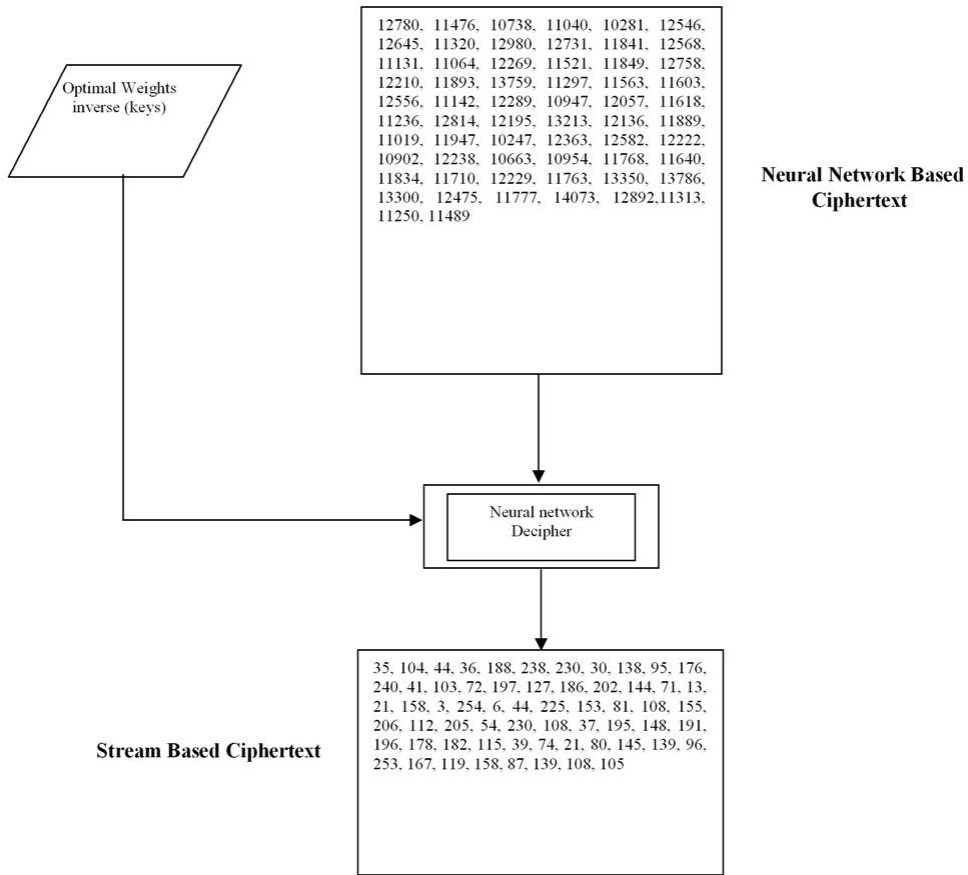 Optimal Weights
inverse (keys)
12780, 11476, 10738, 11040, 10281, 12546,
12645, 11320, 12980, 12731, 11841, 12568,
11131, 11064, 12269, 11521, 11849, 12758,
12210, 11893, 13759, 11297, 11563, 11603,
12556, 11142, 12289, 10947, 12057, 11618,
11236, 12814, 12195, 13213, 12136, 11889,
11019, 11947, 10247, 12363, 12582, 12222,
10902, 12238, 10663, 10954, 11768, 11640,
11834, 11710, 12229, 11763, 13350, 13786,
13300, 12475, 11777, 14073, 12892,11313,
11250, 11489
Neural Network Based
Ciphertext
Neural network
Decipher
35, 104, 44, 36, 188, 238, 230, 30, 138, 95, 176,
240, 41, 103, 72, 197, 127, 186, 202, 144, 71, 13,
21, 158, 3, 254, 6, 44, 225, 153, 81, 108, 155,
206, 112, 205, 54, 230, 108, 37, 195, 148, 191,
196, 178, 182, 115, 39, 74, 21, 80, 145, 139, 96,
253, 167, 119, 158, 87, 139, 108, 105
Stream Based Ciphertext